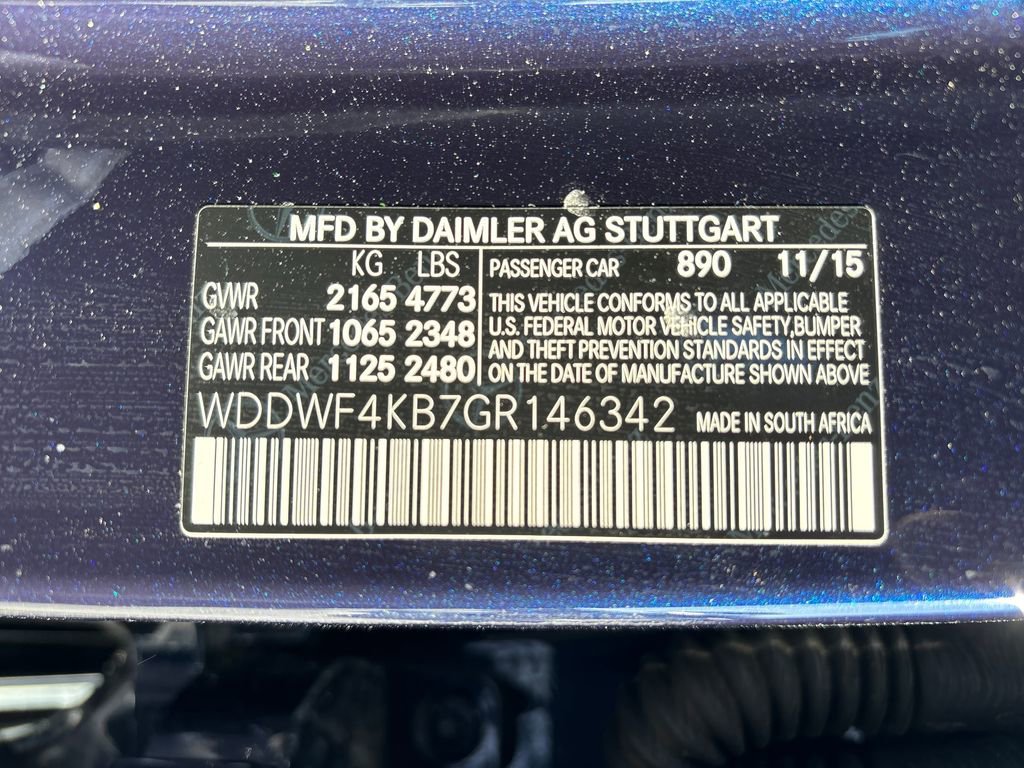 MFD BY DAIMLER AG STUTTGART
KG LBS
GVWR 2165 4773
GAWR FRONT 1065 2348
GAWR REAR 1125 2480
PASSENGER CAR 890 11/15
THIS VEHICLE CONFORMS TO ALL APPLICABLE
U.S. FEDERAL MOTOR VEHICLE SAFETY,BUMPER
AND THEFT PREVENTION STANDARDS IN EFFECT
ON THE DATE OF MANUFACTURE SHOWN ABOVE
WDDWF4KB7GR146342 MADE IN SOUTH AFRICA